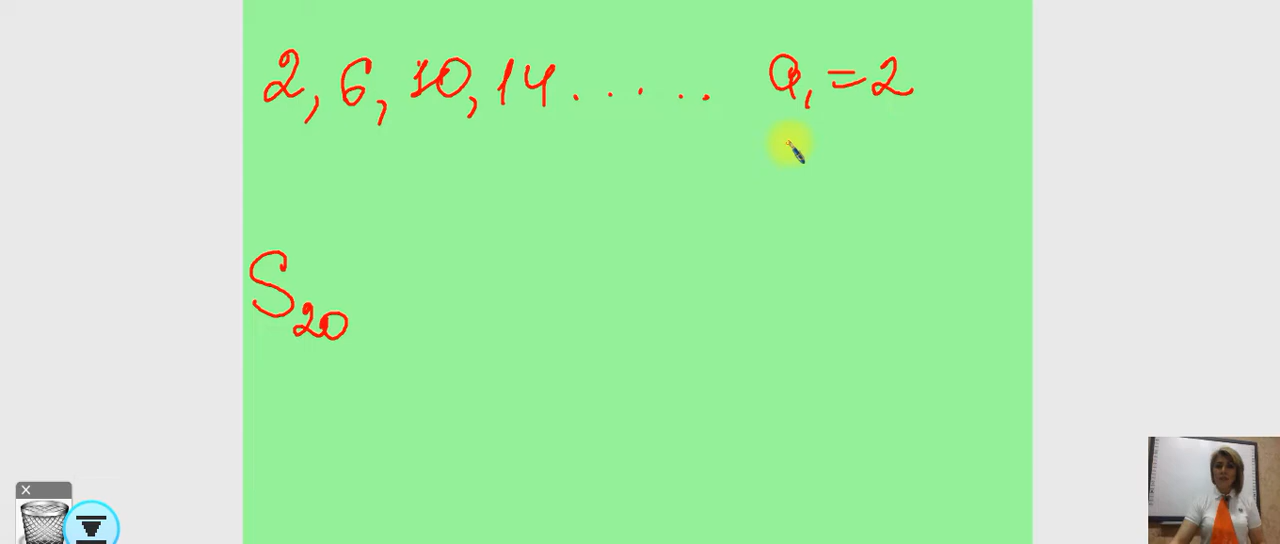 2, 6, 10, 14 . . . . . a₁ = 2
S₂₀